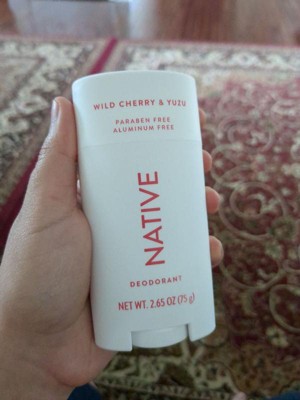 WILD CHERRY & YUZU
PARABEN FREE
ALUMINUM FREE
NATIVE
DEODORANT
NET WT. 2.65 OZ (75 g)